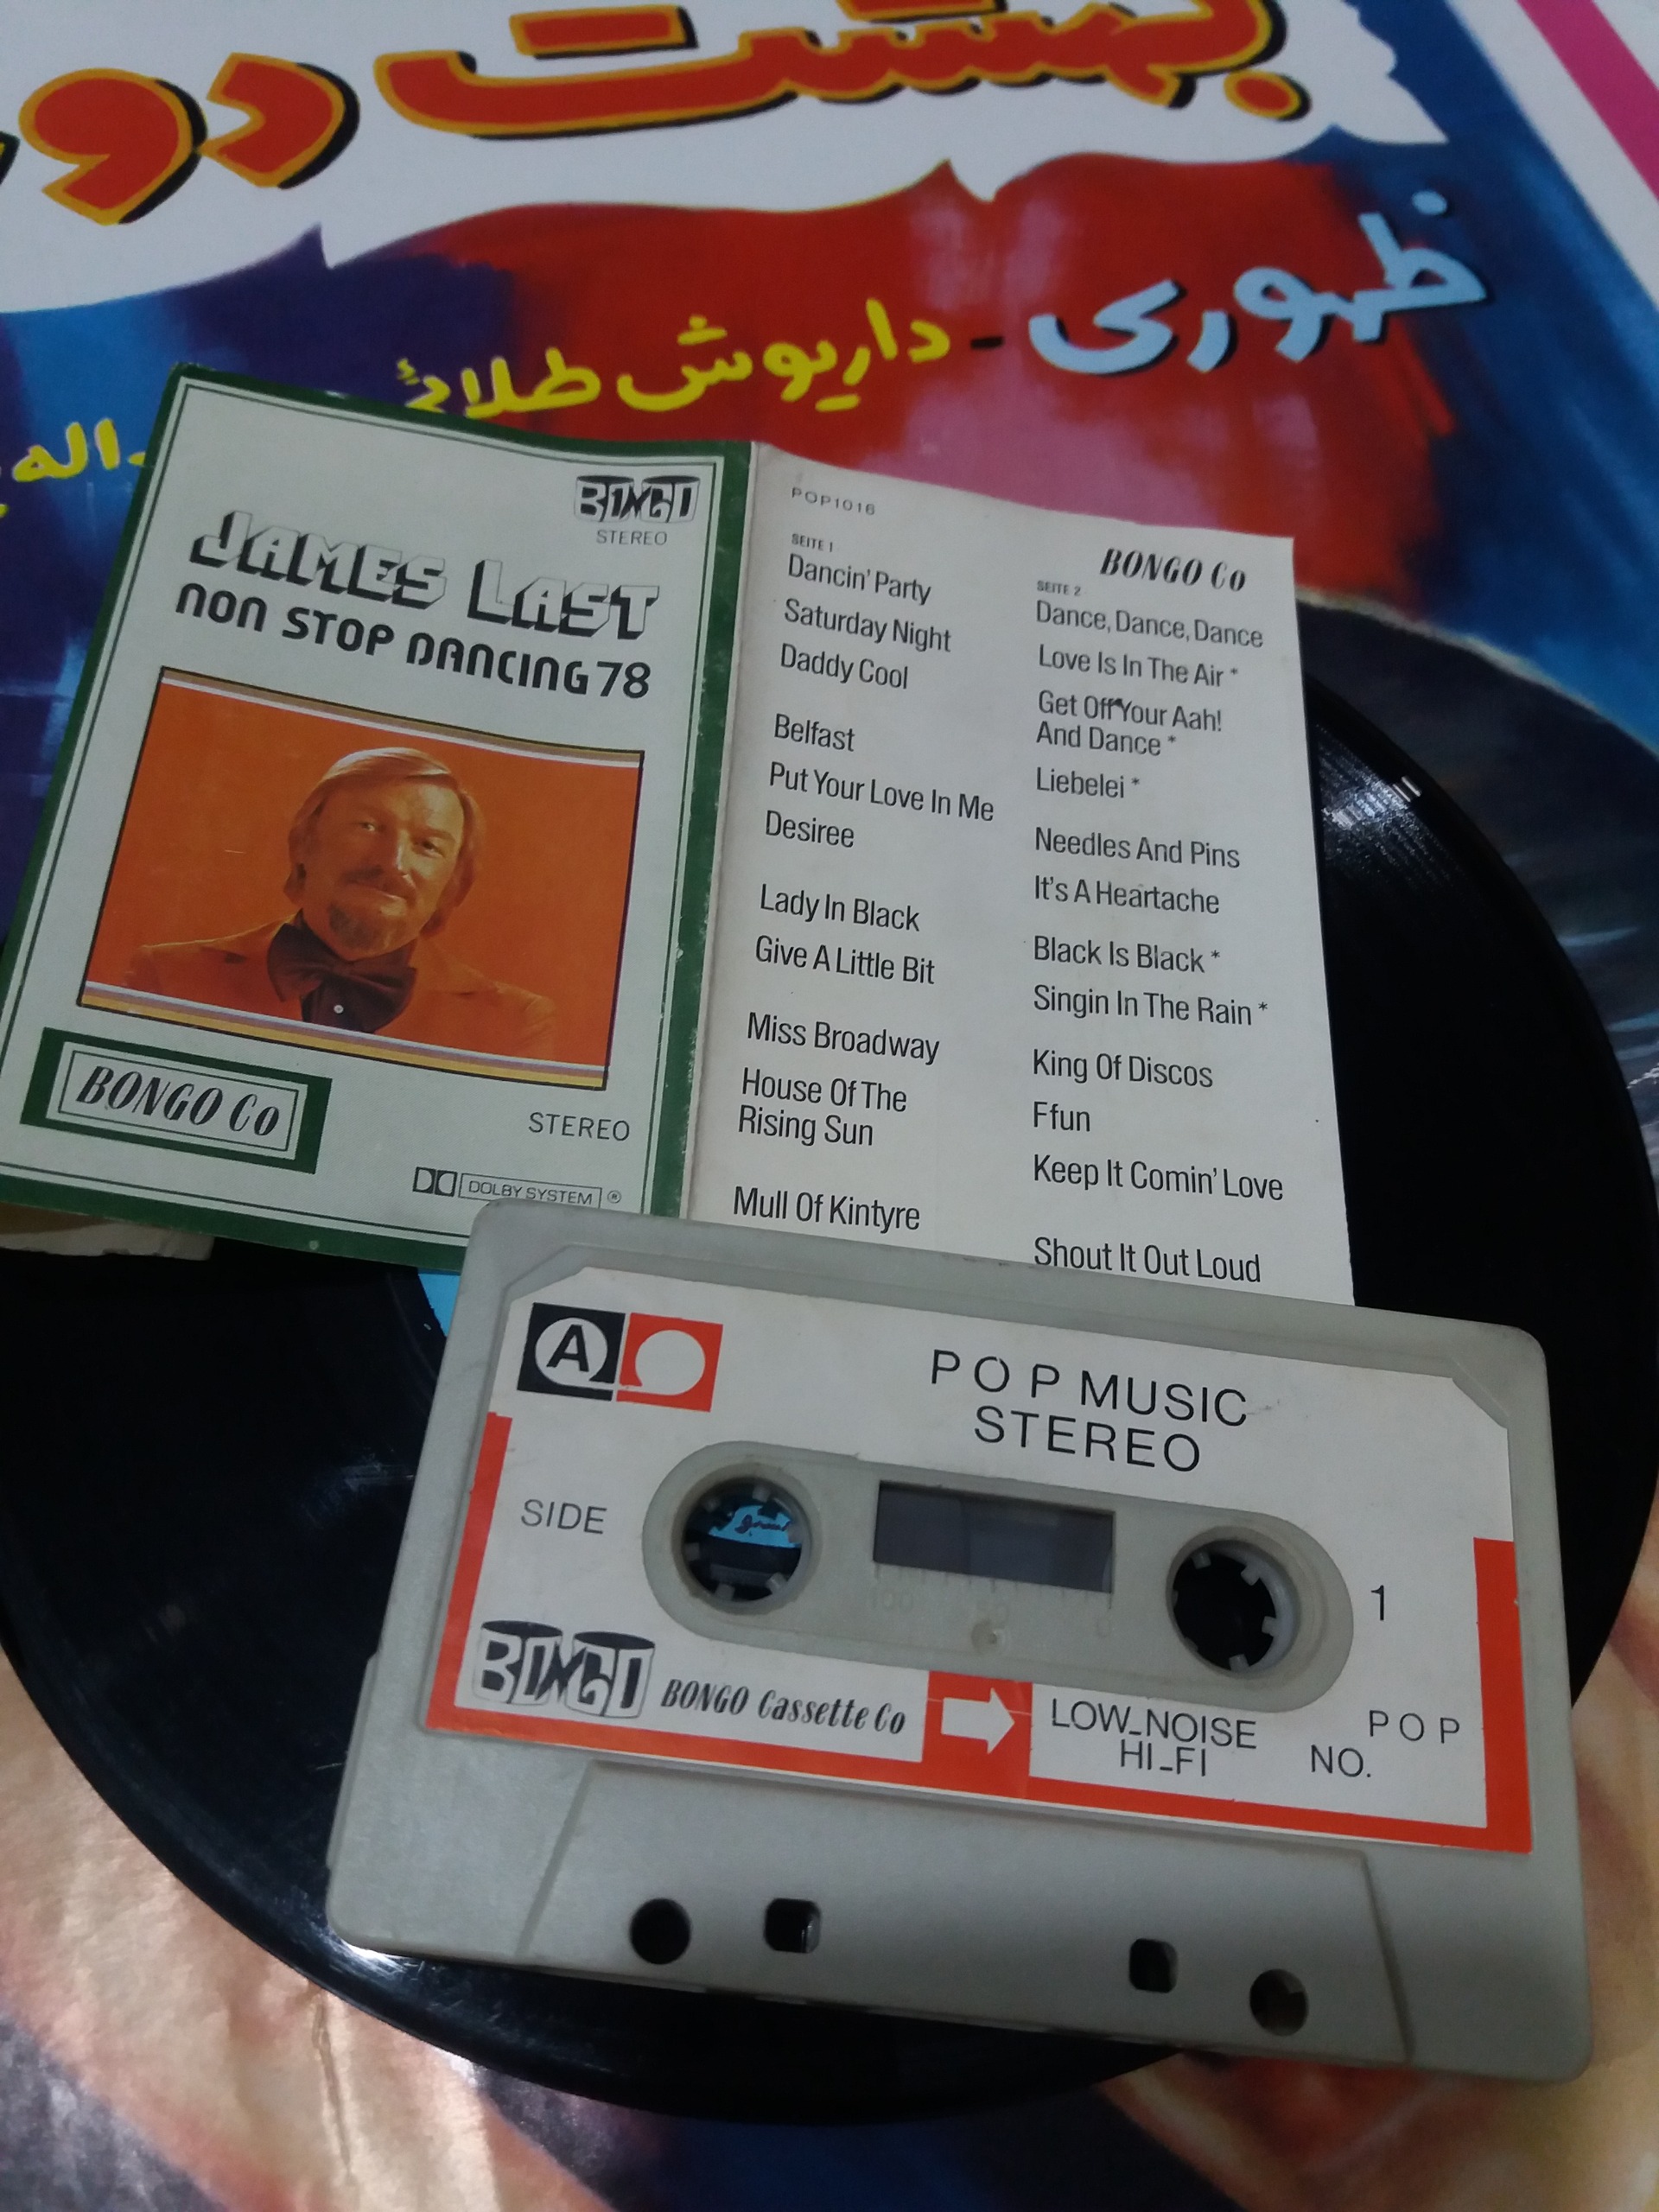 بهشت دو
ظهوری - داریوش طلائی
BONGO
STEREO
JAMES LAST
NON STOP DANCING 78
BONGO Co
STEREO
DOLBY SYSTEM ®
POP1016
BONGO Co
SEITE 1
Dancin' Party
Saturday Night
Daddy Cool
Belfast
Put Your Love In Me
Desiree
Lady In Black
Give A Little Bit
Miss Broadway
House Of The
Rising Sun
Mull Of Kintyre
SEITE 2
Dance, Dance, Dance
Love Is In The Air *
Get Off Your Aah!
And Dance *
Liebelei *
Needles And Pins
It's A Heartache
Black Is Black *
Singin In The Rain *
King Of Discos
Ffun
Keep It Comin' Love
Shout It Out Loud
A
POP MUSIC
STEREO
SIDE
1
100 50 0
BONGO BONGO Cassette Co
LOW_NOISE
HI_FI
POP
NO.